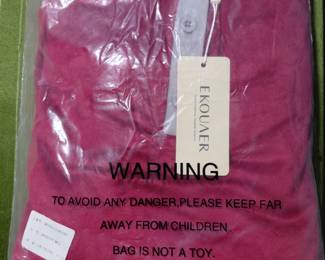 EKOUAER
WARNING
TO AVOID ANY DANGER,PLEASE KEEP FAR
AWAY FROM CHILDREN.
BAG IS NOT A TOY.